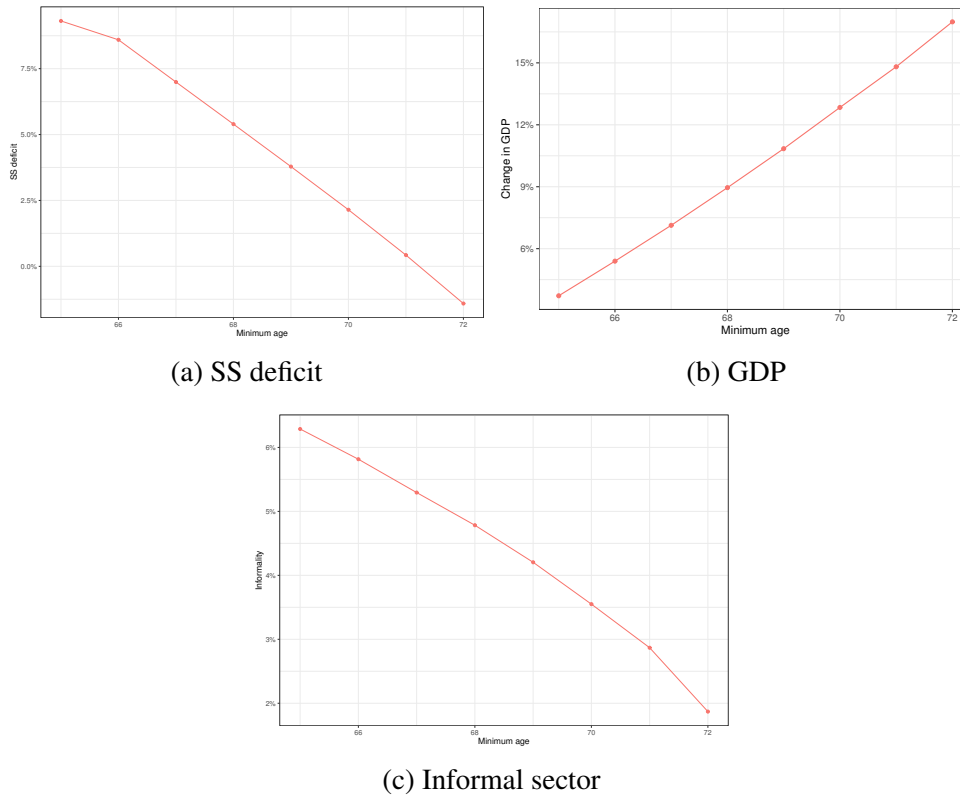 SS deficit
7.5%
5.0%
2.5%
0.0%
66
68
70
72
Minimum age
(a) SS deficit
Change in GDP
15%
12%
9%
6%
66
68
70
72
Minimum age
(b) GDP
Informality
6%
5%
4%
3%
2%
66
68
70
72
Minimum age
(c) Informal sector